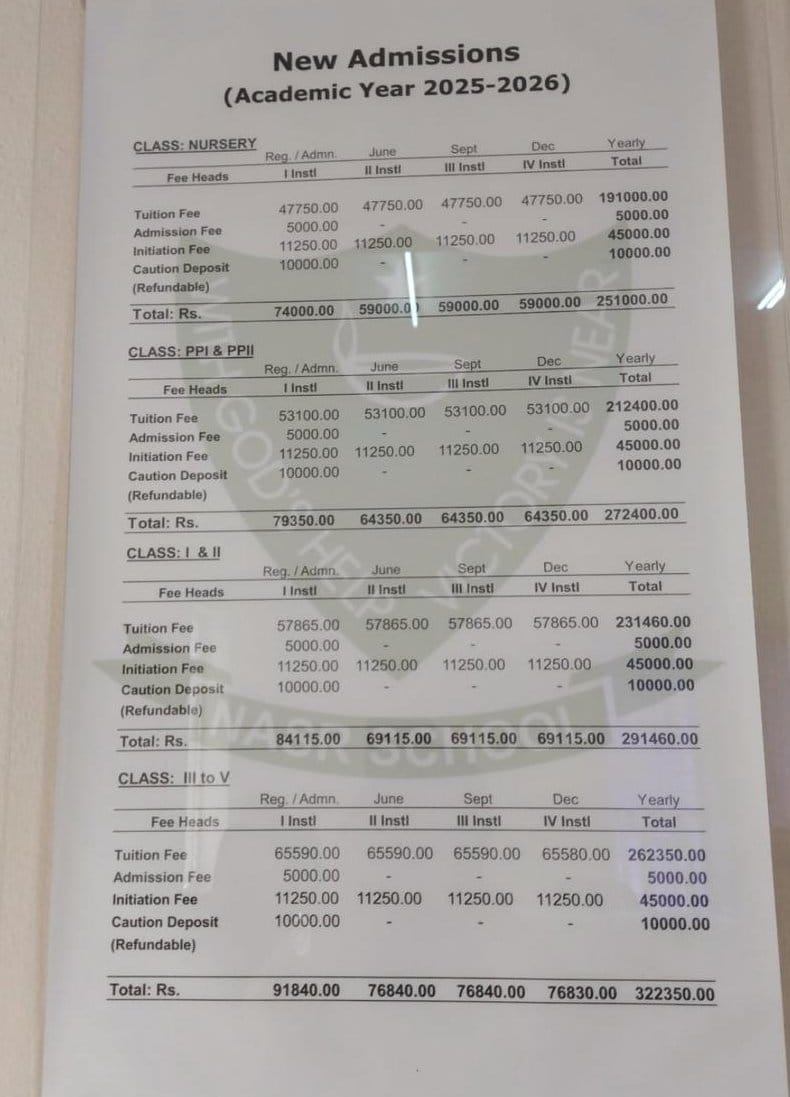 New Admissions
(Academic Year 2025-2026)
CLASS: NURSERY
Reg. / Admn. June Sept Dec Yearly
Fee Heads I Instl II Instl III Instl IV Instl Total
Tuition Fee 47750.00 47750.00 47750.00 47750.00 191000.00
Admission Fee 5000.00 - - - 5000.00
Initiation Fee 11250.00 11250.00 11250.00 11250.00 45000.00
Caution Deposit 10000.00 - - - 10000.00
(Refundable)
Total: Rs. 74000.00 59000.00 59000.00 59000.00 251000.00
CLASS: PPI & PPII
Reg. / Admn. June Sept Dec Yearly
Fee Heads I Instl II Instl III Instl IV Instl Total
Tuition Fee 53100.00 53100.00 53100.00 53100.00 212400.00
Admission Fee 5000.00 - - - 5000.00
Initiation Fee 11250.00 11250.00 11250.00 11250.00 45000.00
Caution Deposit 10000.00 - - - 10000.00
(Refundable)
Total: Rs. 79350.00 64350.00 64350.00 64350.00 272400.00
CLASS: I & II
Reg. / Admn. June Sept Dec Yearly
Fee Heads I Instl II Instl III Instl IV Instl Total
Tuition Fee 57865.00 57865.00 57865.00 57865.00 231460.00
Admission Fee 5000.00 - - - 5000.00
Initiation Fee 11250.00 11250.00 11250.00 11250.00 45000.00
Caution Deposit 10000.00 - - - 10000.00
(Refundable)
Total: Rs. 84115.00 69115.00 69115.00 69115.00 291460.00
CLASS: III to V
Reg. / Admn. June Sept Dec Yearly
Fee Heads I Instl II Instl III Instl IV Instl Total
Tuition Fee 65590.00 65590.00 65590.00 65580.00 262350.00
Admission Fee 5000.00 - - - 5000.00
Initiation Fee 11250.00 11250.00 11250.00 11250.00 45000.00
Caution Deposit 10000.00 - - - 10000.00
(Refundable)
Total: Rs. 91840.00 76840.00 76840.00 76830.00 322350.00
WITH GOD'S HELP VICTORY IS NEAR
NASR SCHOOL